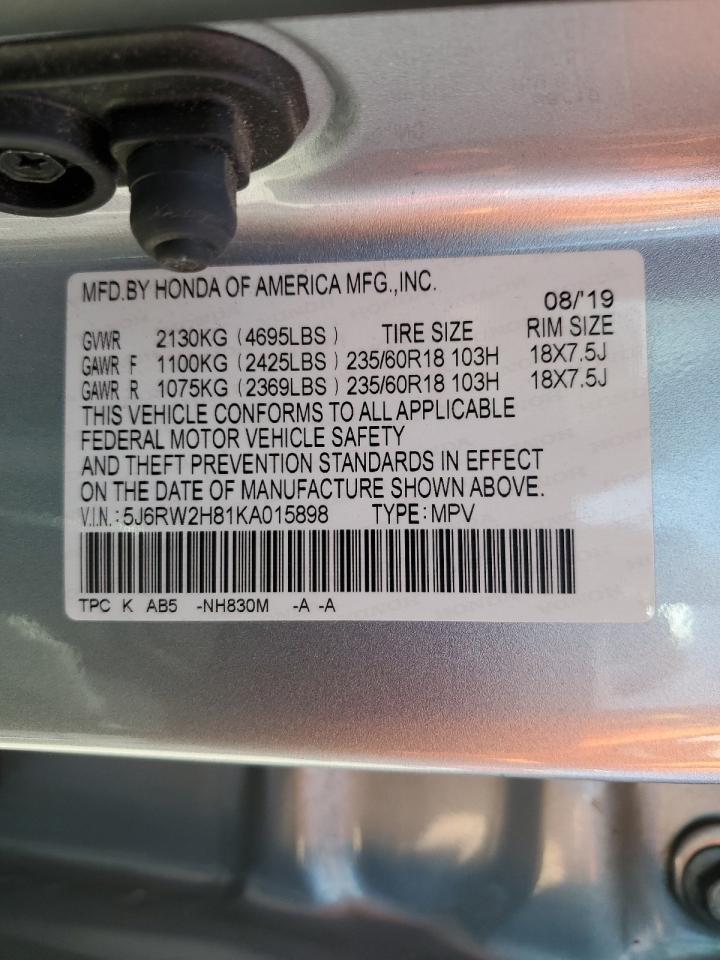 MFD.BY HONDA OF AMERICA MFG.,INC.
08/'19
GVWR 2130KG (4695LBS) TIRE SIZE RIM SIZE
GAWR F 1100KG (2425LBS) 235/60R18 103H 18X7.5J
GAWR R 1075KG (2369LBS) 235/60R18 103H 18X7.5J
THIS VEHICLE CONFORMS TO ALL APPLICABLE
FEDERAL MOTOR VEHICLE SAFETY
AND THEFT PREVENTION STANDARDS IN EFFECT
ON THE DATE OF MANUFACTURE SHOWN ABOVE.
V.I.N.: 5J6RW2H81KA015898 TYPE: MPV
TPC K AB5 -NH830M -A -A